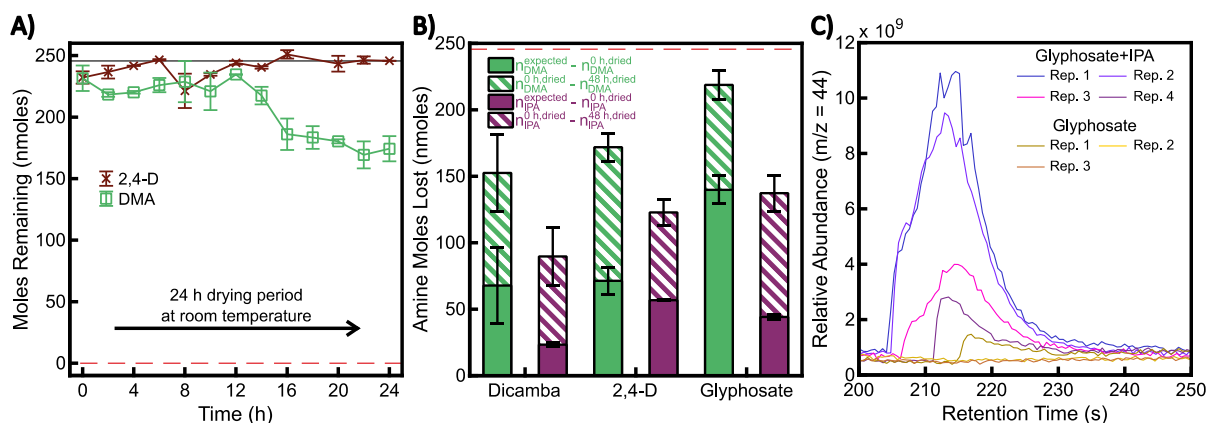 A)
Moles Remaining (nmoles)
250
200
150
100
50
0
2,4-D
DMA
24 h drying period
at room temperature
0 4 8 12 16 20 24
Time (h)
B)
Amine Moles Lost (nmoles)
250
200
150
100
50
0
n expected DMA - n 0 h,dried DMA
n 0 h,dried DMA - n 48 h,dried DMA
n expected IPA - n 0 h,dried IPA
n 0 h,dried IPA - n 48 h,dried IPA
Dicamba 2,4-D Glyphosate
C)
x 10⁹
Relative Abundance (m/z = 44)
12
10
8
6
4
2
0
Glyphosate+IPA
Rep. 1 Rep. 2
Rep. 3 Rep. 4
Glyphosate
Rep. 1 Rep. 2
Rep. 3
200 210 220 230 240 250
Retention Time (s)